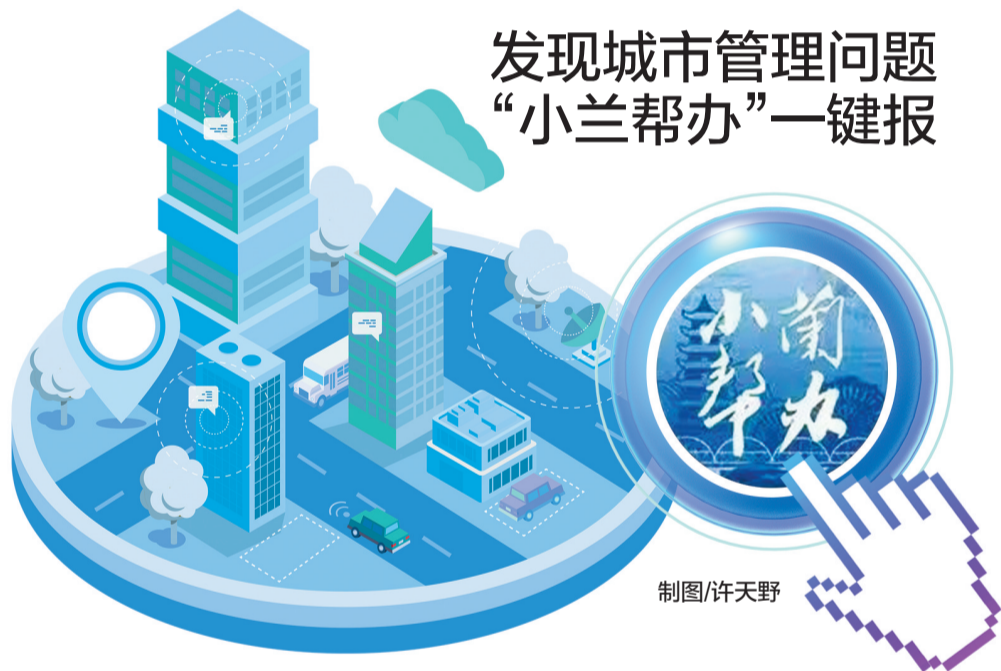 发现城市管理问题
“小兰帮办”一键报
小蘭
帮办
制图/许天野